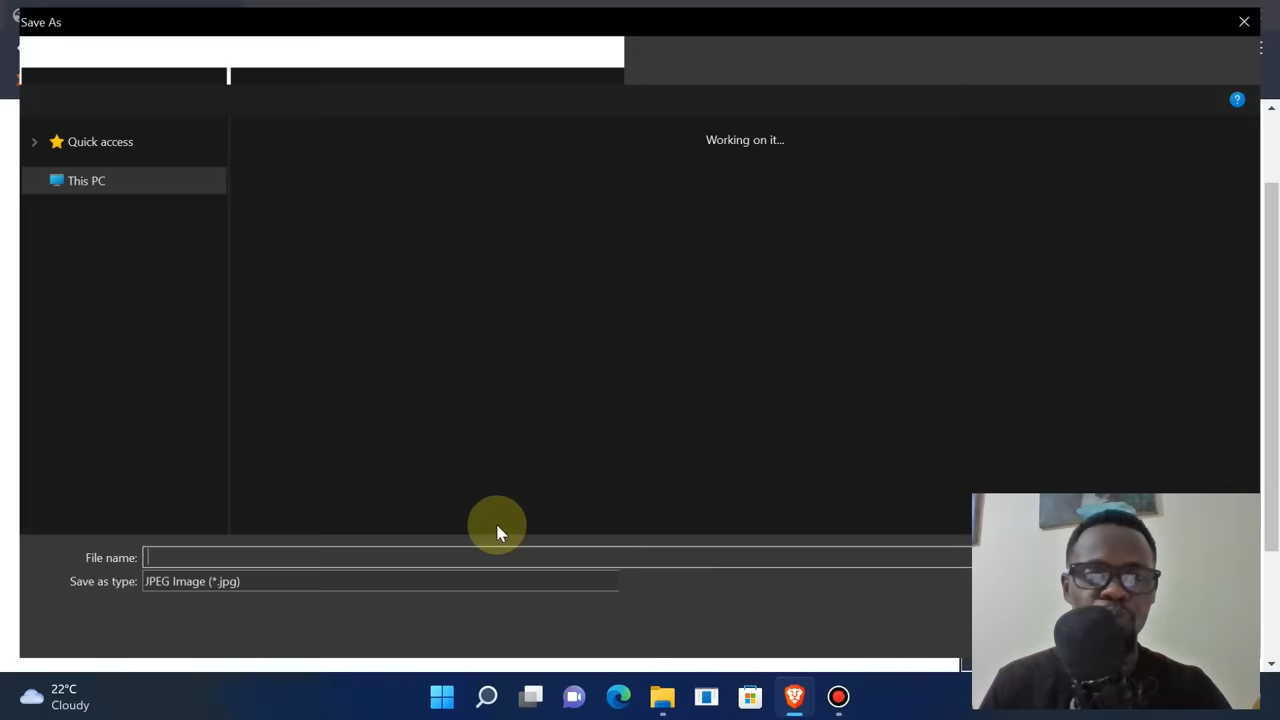 Save As
?
Quick access
Working on it...
This PC
File name:
Save as type: JPEG Image (*.jpg)
22°C
Cloudy